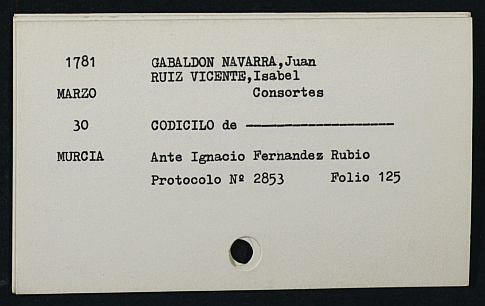 1781 GABALDON NAVARRA,Juan
RUIZ VICENTE,Isabel
MARZO Consortes
30 CODICILO de ----------------
MURCIA Ante Ignacio Fernandez Rubio
Protocolo Nº 2853 Folio 125